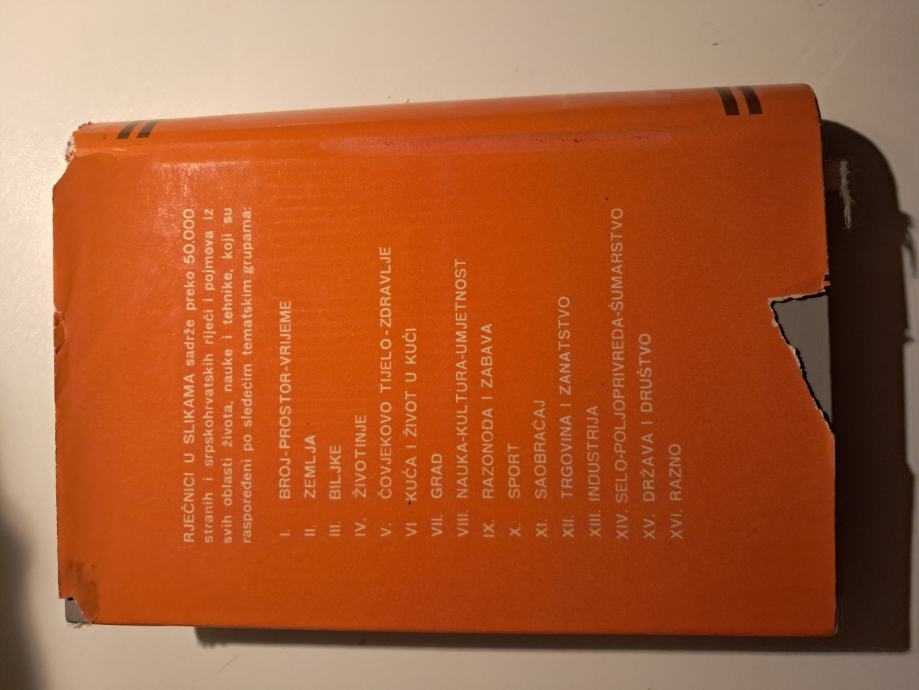 RJEČNICI U SLIKAMA sadrže preko 50.000
stranih i srpskohrvatskih riječi i pojmova iz
svih oblasti života, nauke i tehnike, koji su
raspoređeni po sledećim tematskim grupama:
I. BROJ-PROSTOR-VRIJEME
II. ZEMLJA
III. BILJKE
IV. ŽIVOTINJE
V. ČOVJEKOVO TIJELO-ZDRAVLJE
VI KUĆA I ŽIVOT U KUĆI
VII. GRAD
VIII. NAUKA-KULTURA-UMJETNOST
IX. RAZONODA I ZABAVA
X. SPORT
XI. SAOBRAĆAJ
XII. TRGOVINA I ZANATSTVO
XIII. INDUSTRIJA
XIV. SELO-POLJOPRIVREDA-ŠUMARSTVO
XV. DRŽAVA I DRUŠTVO
XVI. RAZNO